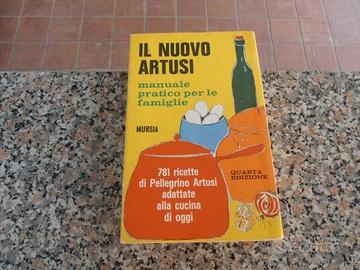 IL NUOVO
ARTUSI
manuale
pratico per le
famiglie
MURSIA
781 ricette
di Pellegrino Artusi
adattate
alla cucina
di oggi
QUARTA
EDIZIONE